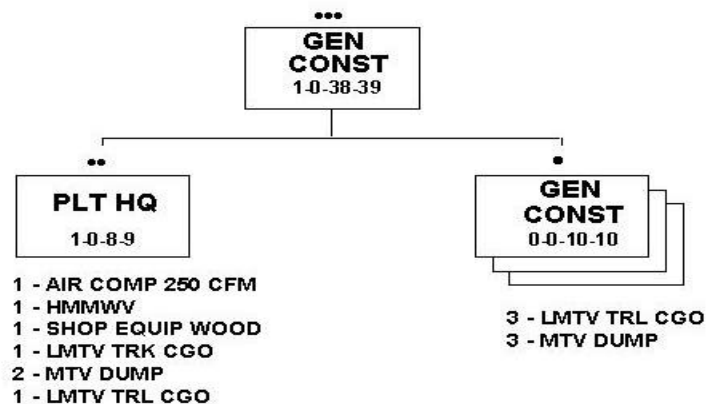 GEN
CONST
1-0-38-39
PLT HQ
1-0-8-9
1 - AIR COMP 250 CFM
1 - HMMWV
1 - SHOP EQUIP WOOD
1 - LMTV TRK CGO
2 - MTV DUMP
1 - LMTV TRL CGO
GEN
CONST
0-0-10-10
3 - LMTV TRL CGO
3 - MTV DUMP